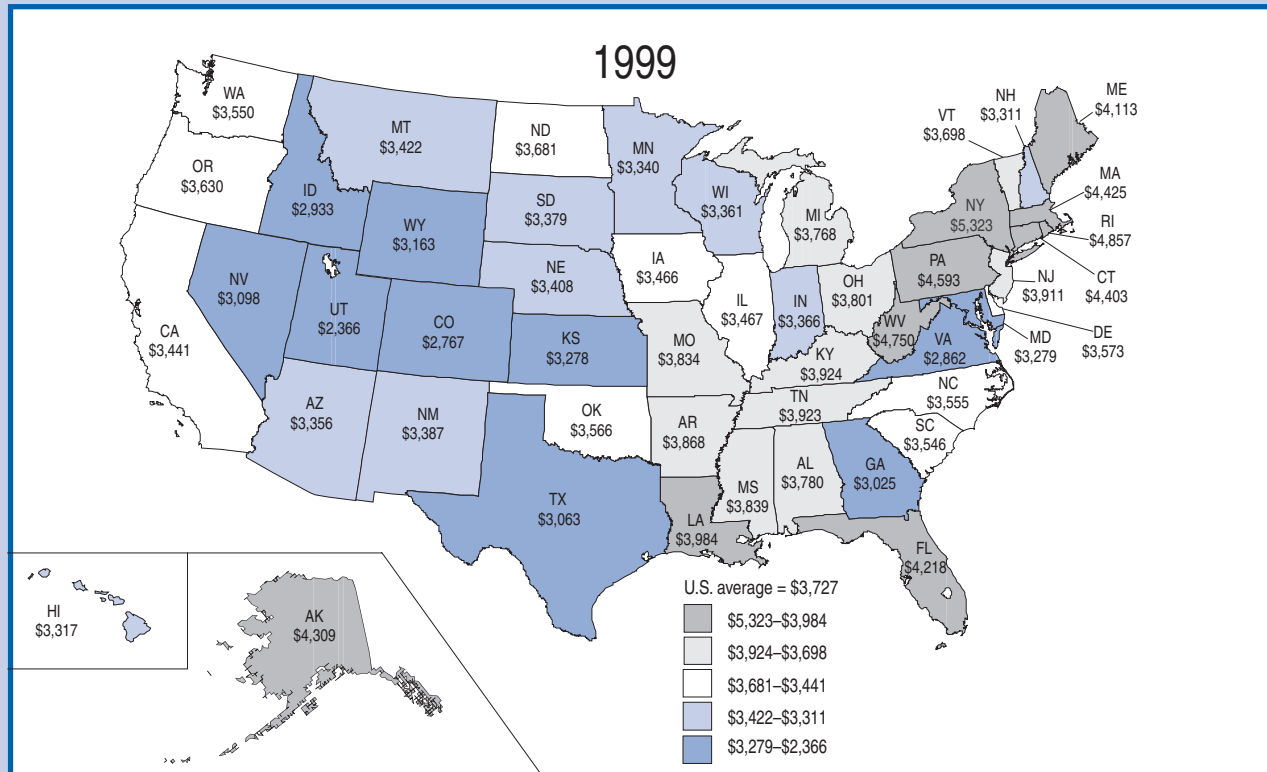 1999
WA
$3,550
OR
$3,630
CA
$3,441
ID
$2,933
NV
$3,098
MT
$3,422
WY
$3,163
UT
$2,366
CO
$2,767
AZ
$3,356
NM
$3,387
ND
$3,681
SD
$3,379
NE
$3,408
KS
$3,278
OK
$3,566
TX
$3,063
MN
$3,340
IA
$3,466
MO
$3,834
AR
$3,868
LA
$3,984
WI
$3,361
IL
$3,467
MI
$3,768
IN
$3,366
OH
$3,801
KY
$3,924
TN
$3,923
MS
$3,839
AL
$3,780
GA
$3,025
FL
$4,218
SC
$3,546
NC
$3,555
VA
$2,862
WV
$4,750
PA
$4,593
NY
$5,323
VT
$3,698
NH
$3,311
ME
$4,113
MA
$4,425
RI
$4,857
CT
$4,403
NJ
$3,911
DE
$3,573
MD
$3,279
HI
$3,317
AK
$4,309
U.S. average = $3,727
$5,323–$3,984
$3,924–$3,698
$3,681–$3,441
$3,422–$3,311
$3,279–$2,366